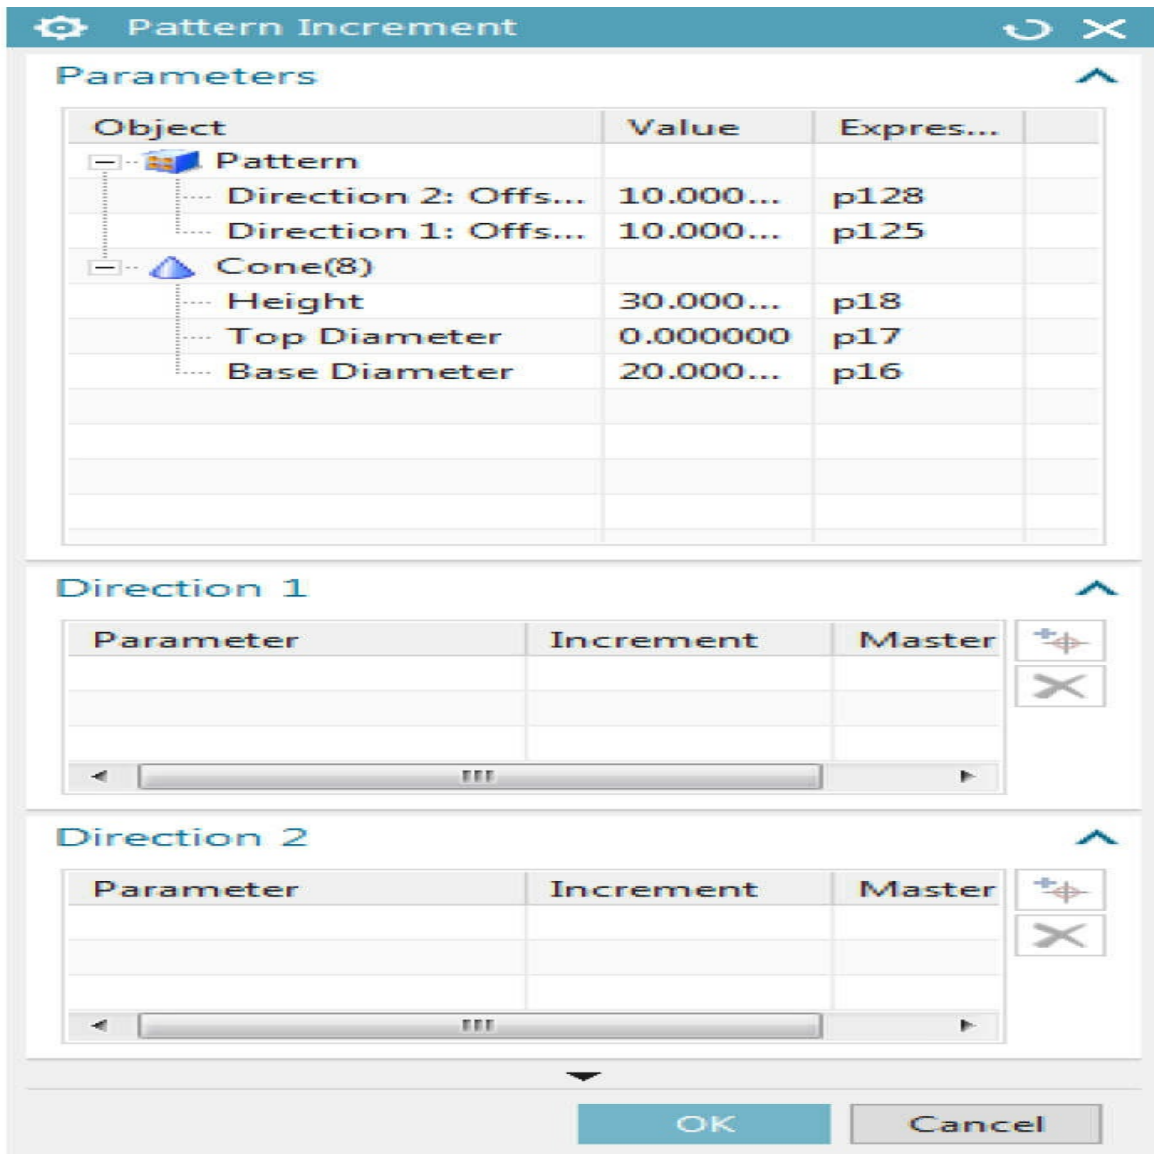 Pattern Increment
Parameters
Object Value Expres...
Pattern
Direction 2: Offs... 10.000... p128
Direction 1: Offs... 10.000... p125
Cone(8)
Height 30.000... p18
Top Diameter 0.000000 p17
Base Diameter 20.000... p16
Direction 1
Parameter Increment Master
Direction 2
Parameter Increment Master
OK Cancel